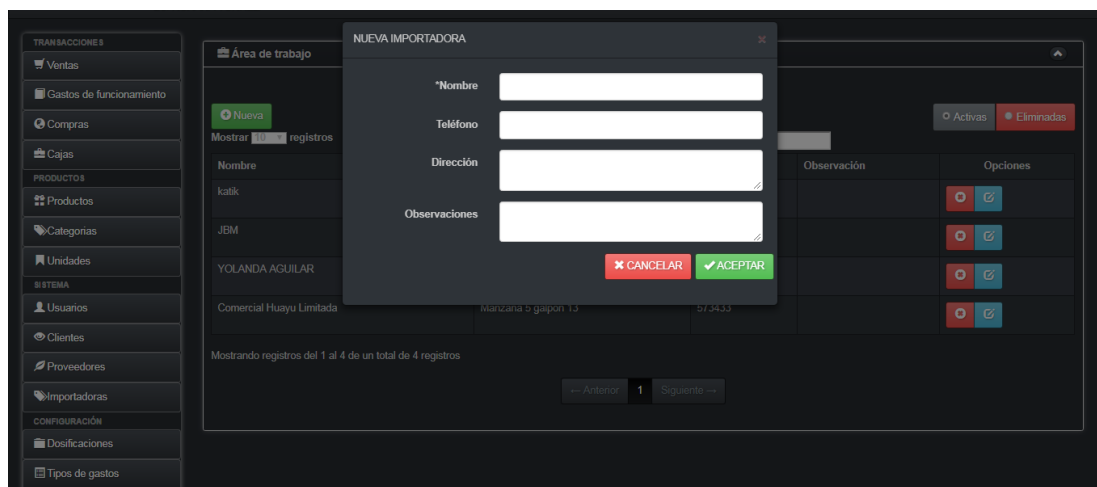 TRANSACCIONES
Ventas
Gastos de funcionamiento
Compras
Cajas
PRODUCTOS
Productos
Categorias
Unidades
SISTEMA
Usuarios
Clientes
Proveedores
Importadoras
CONFIGURACIÓN
Dosificaciones
Tipos de gastos
Área de trabajo
Nueva
Activas Eliminadas
Mostrar 10 registros
Nombre Observación Opciones
katik
JBM
YOLANDA AGUILAR
Comercial Huayu Limitada Manzana 5 galpon 13 573433
Mostrando registros del 1 al 4 de un total de 4 registros
← Anterior 1 Siguiente →
NUEVA IMPORTADORA
*Nombre
Teléfono
Dirección
Observaciones
CANCELAR ACEPTAR